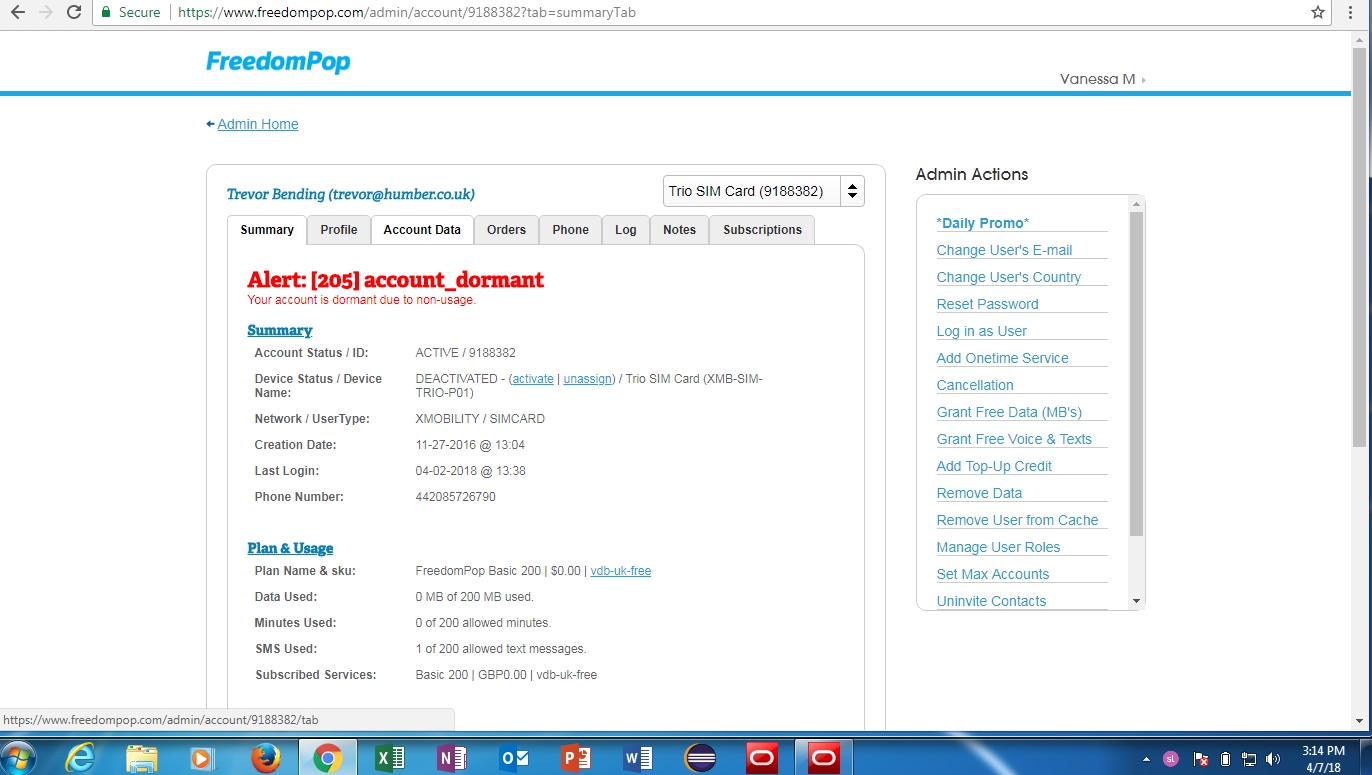 Secure | https://www.freedompop.com/admin/account/9188382?tab=summaryTab
FreedomPop
Vanessa M
Admin Home
Trevor Bending (trevor@humber.co.uk)
Trio SIM Card (9188382)
Summary Profile Account Data Orders Phone Log Notes Subscriptions
Alert: [205] account_dormant
Your account is dormant due to non-usage.
Summary
Account Status / ID: ACTIVE / 9188382
Device Status / Device Name: DEACTIVATED - (activate | unassign) / Trio SIM Card (XMB-SIM-
TRIO-P01)
Network / UserType: XMOBILITY / SIMCARD
Creation Date: 11-27-2016 @ 13:04
Last Login: 04-02-2018 @ 13:38
Phone Number: 442085726790
Plan & Usage
Plan Name & sku: FreedomPop Basic 200 | $0.00 | vdb-uk-free
Data Used: 0 MB of 200 MB used.
Minutes Used: 0 of 200 allowed minutes.
SMS Used: 1 of 200 allowed text messages.
Subscribed Services: Basic 200 | GBP0.00 | vdb-uk-free
Admin Actions
*Daily Promo*
Change User's E-mail
Change User's Country
Reset Password
Log in as User
Add Onetime Service
Cancellation
Grant Free Data (MB's)
Grant Free Voice & Texts
Add Top-Up Credit
Remove Data
Remove User from Cache
Manage User Roles
Set Max Accounts
Uninvite Contacts
https://www.freedompop.com/admin/account/9188382/tab
3:14 PM
4/7/18